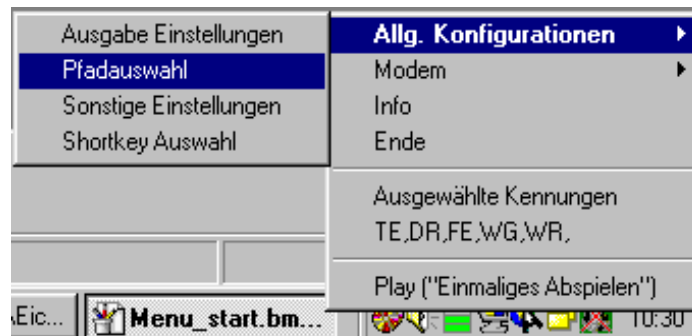 Ausgabe Einstellungen
Pfadauswahl
Sonstige Einstellungen
Shortkey Auswahl
Allg. Konfigurationen
Modem
Info
Ende
Ausgewählte Kennungen
TE,DR,FE,WG,WR,
Play ("Einmaliges Abspielen")
\Eic...
Menu_start.bm...
10:30